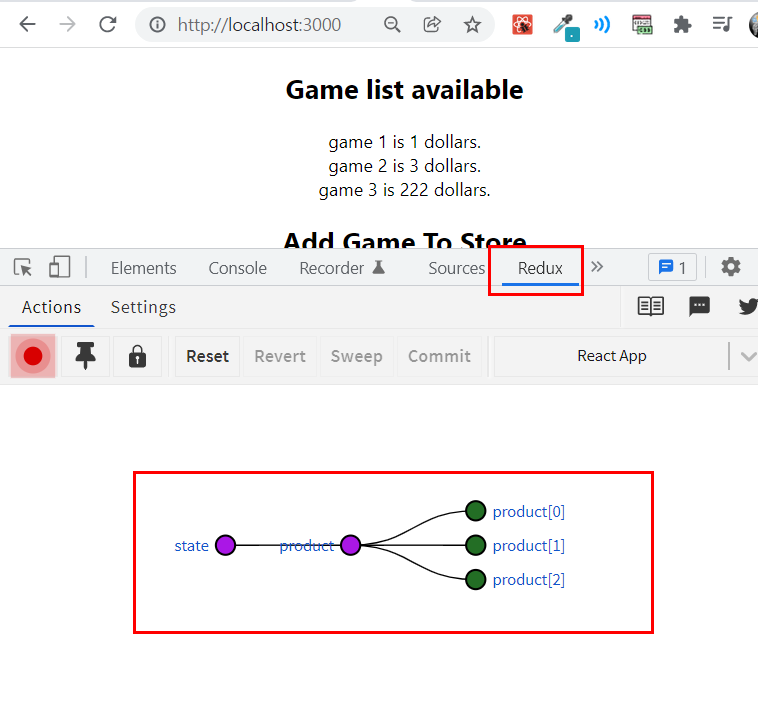 http://localhost:3000
Game list available
game 1 is 1 dollars.
game 2 is 3 dollars.
game 3 is 222 dollars.
Add Game To Store
Elements Console Recorder Sources Redux 1
Actions Settings
Reset Revert Sweep Commit React App
product[0]
state product product[1]
product[2]